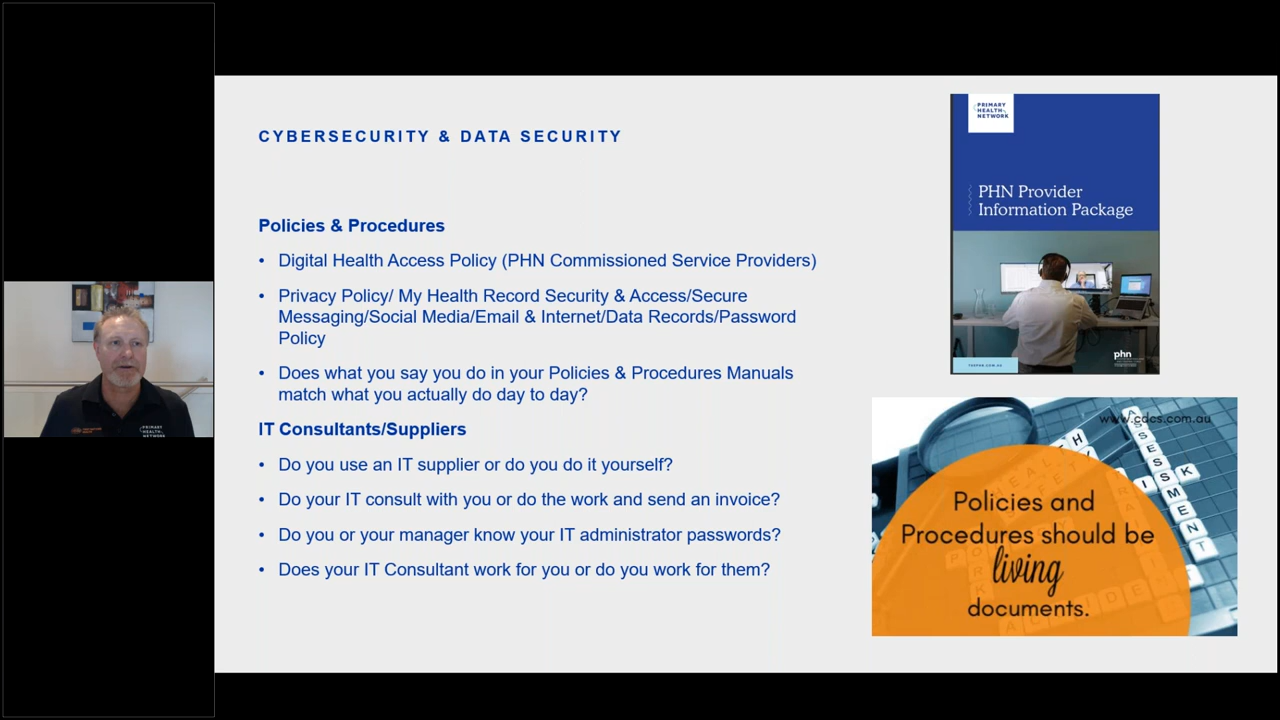 CYBERSECURITY & DATA SECURITY
Policies & Procedures
• Digital Health Access Policy (PHN Commissioned Service Providers)
• Privacy Policy/ My Health Record Security & Access/Secure
Messaging/Social Media/Email & Internet/Data Records/Password
Policy
• Does what you say you do in your Policies & Procedures Manuals
match what you actually do day to day?
IT Consultants/Suppliers
• Do you use an IT supplier or do you do it yourself?
• Do your IT consult with you or do the work and send an invoice?
• Do you or your manager know your IT administrator passwords?
• Does your IT Consultant work for you or do you work for them?
PRIMARY
HEALTH
NETWORK
PHN Provider
Information Package
phn
www.cdcs.com.au
ASSESSMENT
RISK
HEALTH
Policies and
Procedures should be
living
documents.
PRIMARY
HEALTH
NETWORK